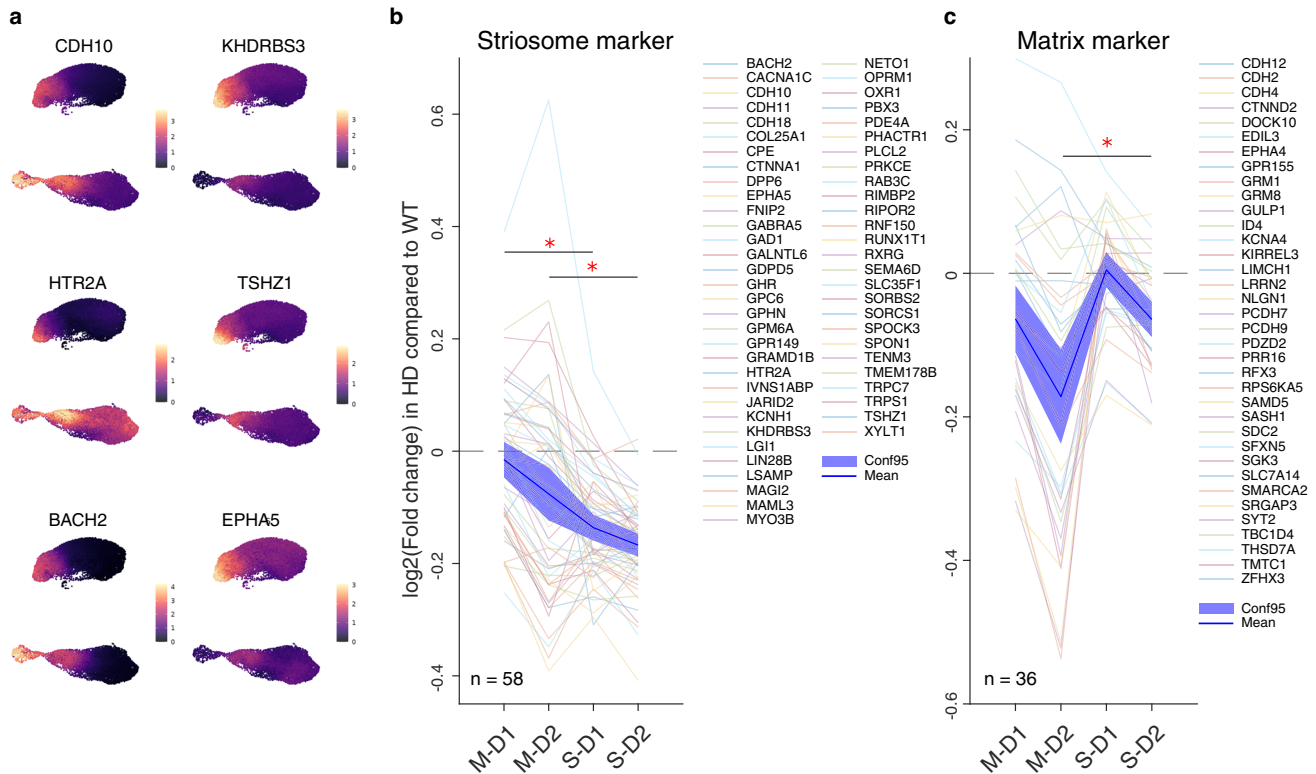 a
CDH10
KHDRBS3
3
2
1
0
3
2
1
0
HTR2A
TSHZ1
2
1
0
2
1
0
BACH2
EPHA5
4
3
2
1
0
3
2
1
0
b
Striosome marker
log2(Fold change) in HD compared to WT
0.6
0.4
0.2
0
-0.2
-0.4
*
*
n = 58
M-D1
M-D2
S-D1
S-D2
BACH2
CACNA1C
CDH10
CDH11
CDH18
COL25A1
CPE
CTNNA1
DPP6
EPHA5
FNIP2
GABRA5
GAD1
GALNTL6
GDPD5
GHR
GPC6
GPHN
GPM6A
GPR149
GRAMD1B
HTR2A
IVNS1ABP
JARID2
KCNH1
KHDRBS3
LGI1
LIN28B
LSAMP
MAGI2
MAML3
MYO3B
NETO1
OPRM1
OXR1
PBX3
PDE4A
PHACTR1
PLCL2
PRKCE
RAB3C
RIMBP2
RIPOR2
RNF150
RUNX1T1
RXRG
SEMA6D
SLC35F1
SORBS2
SORCS1
SPOCK3
SPON1
TENM3
TMEM178B
TRPC7
TRPS1
TSHZ1
XYLT1
Conf95
Mean
c
Matrix marker
0.2
0
-0.2
-0.4
-0.6
*
n = 36
M-D1
M-D2
S-D1
S-D2
CDH12
CDH2
CDH4
CTNND2
DOCK10
EDIL3
EPHA4
GPR155
GRM1
GRM8
GULP1
ID4
KCNA4
KIRREL3
LIMCH1
LRRN2
NLGN1
PCDH7
PCDH9
PDZD2
PRR16
RFX3
RPS6KA5
SAMD5
SASH1
SDC2
SFXN5
SGK3
SLC7A14
SMARCA2
SRGAP3
SYT2
TBC1D4
THSD7A
TMTC1
ZFHX3
Conf95
Mean